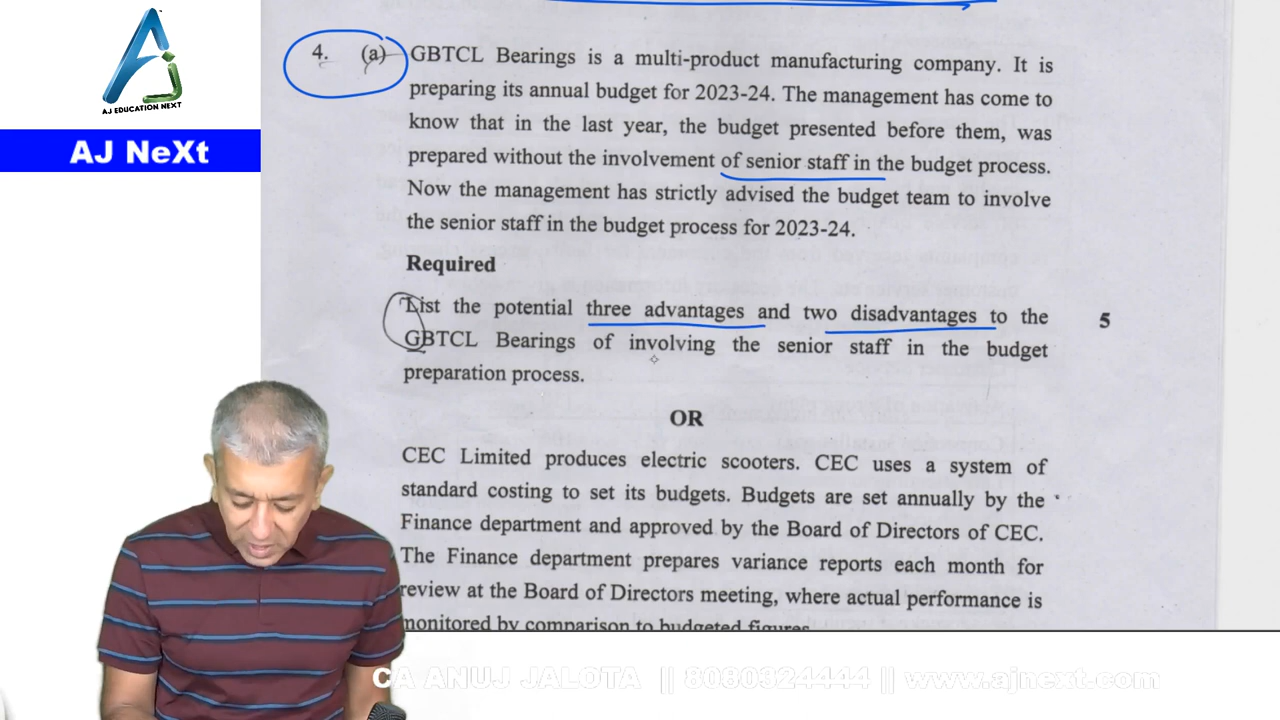 AJ EDUCATION NEXT
AJ NeXt
4. (a) GBTCL Bearings is a multi-product manufacturing company. It is
preparing its annual budget for 2023-24. The management has come to
know that in the last year, the budget presented before them, was
prepared without the involvement of senior staff in the budget process.
Now the management has strictly advised the budget team to involve
the senior staff in the budget process for 2023-24.
Required
List the potential three advantages and two disadvantages to the 5
GBTCL Bearings of involving the senior staff in the budget
preparation process.
OR
CEC Limited produces electric scooters. CEC uses a system of
standard costing to set its budgets. Budgets are set annually by the
Finance department and approved by the Board of Directors of CEC.
The Finance department prepares variance reports each month for
review at the Board of Directors meeting, where actual performance is
monitored by comparison to budgeted figures.
CA ANUJ JALOTA || 8080924444 || www.ajnext.com